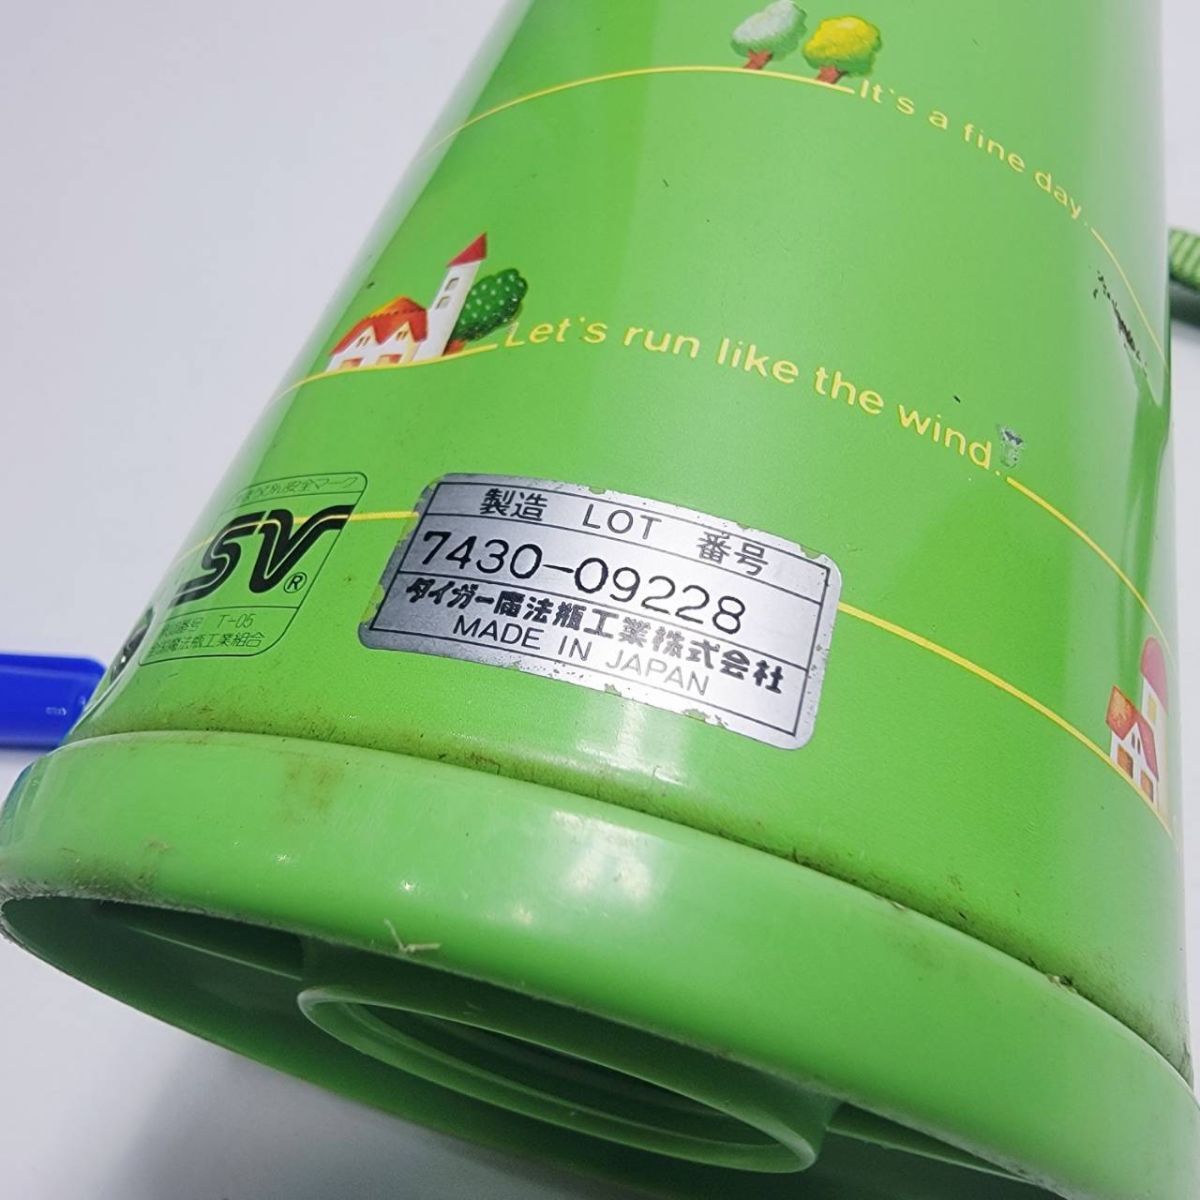 It's a fine day.
Let's run like the wind.
SV®
T-05
魔法瓶工業組合
製造 LOT 番号
7430-09228
タイガー魔法瓶工業株式会社
MADE IN JAPAN